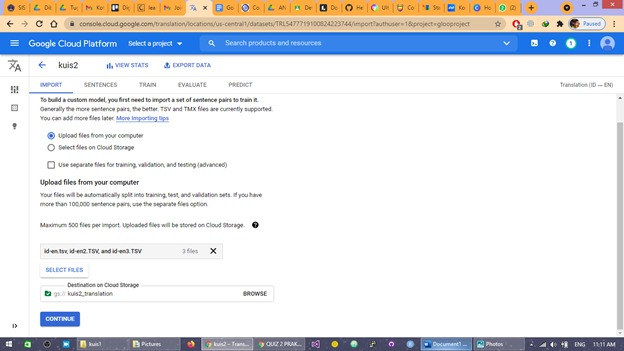 console.cloud.google.com/translation/locations/us-central1/datasets/TRL5477719100824223744/import?authuser=1&project=glooproject
Paused
Google Cloud Platform
Select a project
Search products and resources
1
kuis2
VIEW STATS
EXPORT DATA
IMPORT
SENTENCES
TRAIN
EVALUATE
PREDICT
Translation (ID — EN)
To build a custom model, you first need to import a set of sentence pairs to train it.
Generally the more sentence pairs, the better. TSV and TMX files are currently supported.
You can add more files later. More Importing tips
Upload files from your computer
Select files on Cloud Storage
Use separate files for training, validation, and testing (advanced)
Upload files from your computer
Your files will be automatically split into training, test, and validation sets. If you have
more than 100,000 sentence pairs, use the separate files option.
Maximum 500 files per import. Uploaded files will be stored on Cloud Storage.
id-en.tsv, id-en2.TSV, and id-en3.TSV
3 files
SELECT FILES
Destination on Cloud Storage
gs:// kuis2_translation
BROWSE
CONTINUE
kuis1
Pictures
kuis2 – Trans...
QUIZ 2 PRAK...
Document1 ...
Photos
ENG
11:11 AM